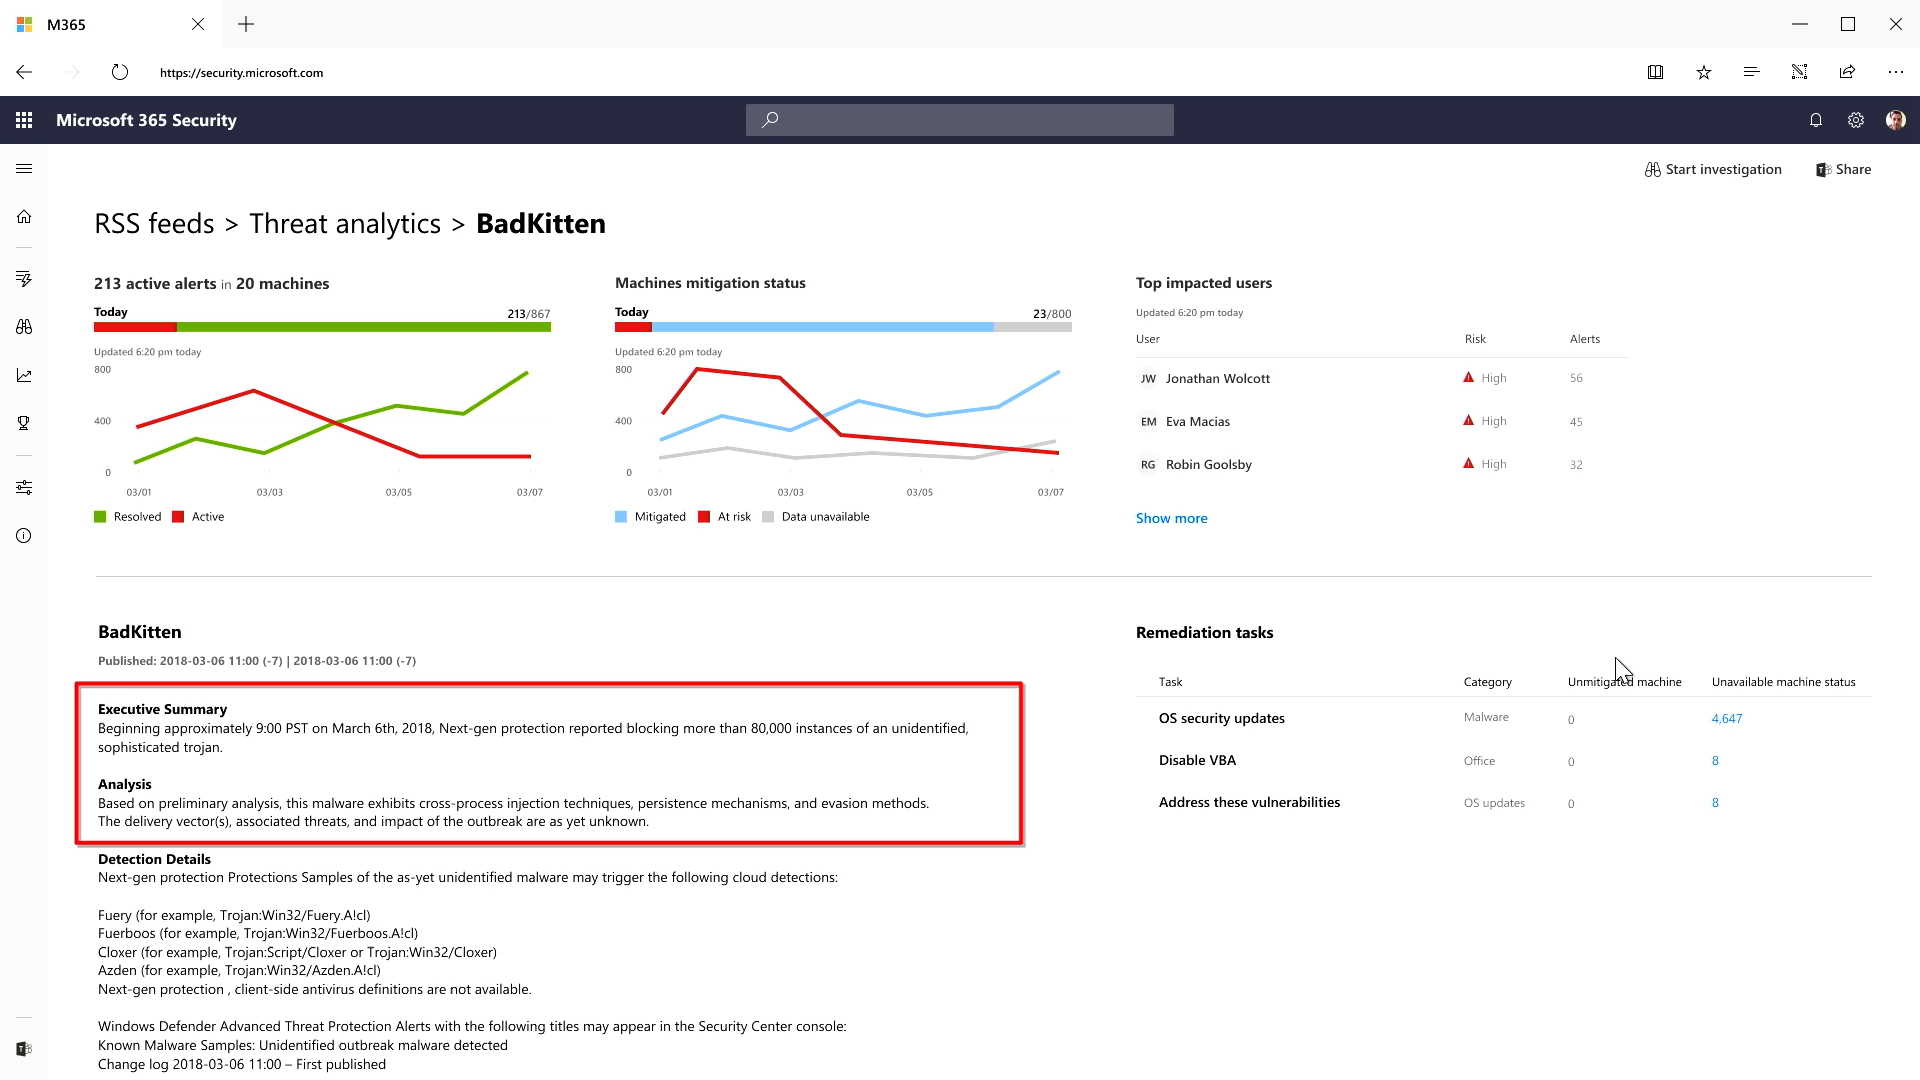 M365
https://security.microsoft.com
Microsoft 365 Security
Start investigation
Share
RSS feeds > Threat analytics > BadKitten
213 active alerts in 20 machines
Today 213/867
Updated 6:20 pm today
800
400
0
03/01 03/03 03/05 03/07
Resolved Active
Machines mitigation status
Today 23/800
Updated 6:20 pm today
800
400
0
03/01 03/03 03/05 03/07
Mitigated At risk Data unavailable
Top impacted users
Updated 6:20 pm today
User Risk Alerts
JW Jonathan Wolcott High 56
EM Eva Macias High 45
RG Robin Goolsby High 32
Show more
BadKitten
Published: 2018-03-06 11:00 (-7) | 2018-03-06 11:00 (-7)
Executive Summary
Beginning approximately 9:00 PST on March 6th, 2018, Next-gen protection reported blocking more than 80,000 instances of an unidentified,
sophisticated trojan.
Analysis
Based on preliminary analysis, this malware exhibits cross-process injection techniques, persistence mechanisms, and evasion methods.
The delivery vector(s), associated threats, and impact of the outbreak are as yet unknown.
Detection Details
Next-gen protection Protections Samples of the as-yet unidentified malware may trigger the following cloud detections:
Fuery (for example, Trojan:Win32/Fuery.A!cl)
Fuerboos (for example, Trojan:Win32/Fuerboos.A!cl)
Cloxer (for example, Trojan:Script/Cloxer or Trojan:Win32/Cloxer)
Azden (for example, Trojan:Win32/Azden.A!cl)
Next-gen protection , client-side antivirus definitions are not available.
Windows Defender Advanced Threat Protection Alerts with the following titles may appear in the Security Center console:
Known Malware Samples: Unidentified outbreak malware detected
Change log 2018-03-06 11:00 – First published
Remediation tasks
Task Category Unmitigated machine Unavailable machine status
OS security updates Malware 0 4,647
Disable VBA Office 0 8
Address these vulnerabilities OS updates 0 8